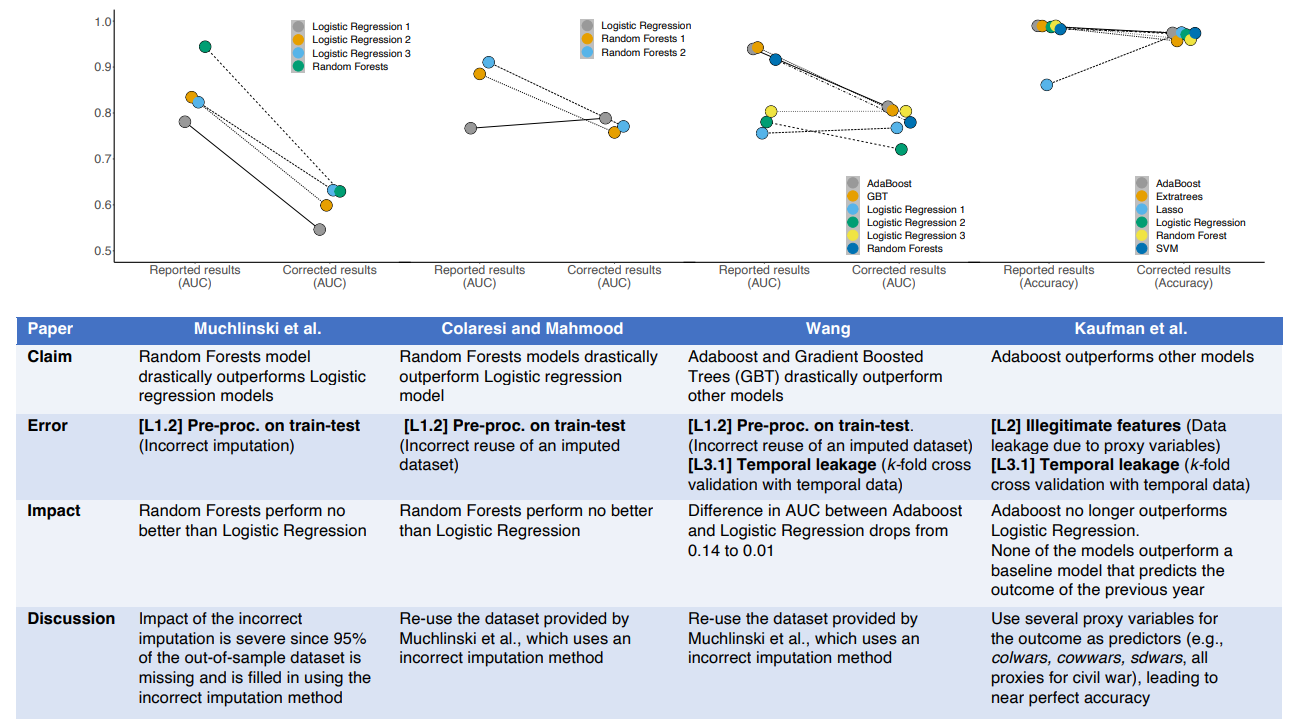 1.0
0.9
0.8
0.7
0.6
0.5
Logistic Regression 1
Logistic Regression 2
Logistic Regression 3
Random Forests
Reported results
(AUC)
Corrected results
(AUC)
Logistic Regression
Random Forests 1
Random Forests 2
Reported results
(AUC)
Corrected results
(AUC)
AdaBoost
GBT
Logistic Regression 1
Logistic Regression 2
Logistic Regression 3
Random Forests
Reported results
(AUC)
Corrected results
(AUC)
AdaBoost
Extratrees
Lasso
Logistic Regression
Random Forest
SVM
Reported results
(Accuracy)
Corrected results
(Accuracy)
Paper
Muchlinski et al.
Colaresi and Mahmood
Wang
Kaufman et al.
Claim
Random Forests model
drastically outperforms Logistic
regression models
Random Forests models drastically
outperform Logistic regression
model
Adaboost and Gradient Boosted
Trees (GBT) drastically outperform
other models
Adaboost outperforms other models
Error
[L1.2] Pre-proc. on train-test
(Incorrect imputation)
[L1.2] Pre-proc. on train-test
(Incorrect reuse of an imputed
dataset)
[L1.2] Pre-proc. on train-test.
(Incorrect reuse of an imputed dataset)
[L3.1] Temporal leakage (k-fold cross
validation with temporal data)
[L2] Illegitimate features (Data
leakage due to proxy variables)
[L3.1] Temporal leakage (k-fold
cross validation with temporal data)
Impact
Random Forests perform no
better than Logistic Regression
Random Forests perform no better
than Logistic Regression
Difference in AUC between Adaboost
and Logistic Regression drops from
0.14 to 0.01
Adaboost no longer outperforms
Logistic Regression.
None of the models outperform a
baseline model that predicts the
outcome of the previous year
Discussion
Impact of the incorrect
imputation is severe since 95%
of the out-of-sample dataset is
missing and is filled in using the
incorrect imputation method
Re-use the dataset provided by
Muchlinski et al., which uses an
incorrect imputation method
Re-use the dataset provided by
Muchlinski et al., which uses an
incorrect imputation method
Use several proxy variables for
the outcome as predictors (e.g.,
colwars, cowwars, sdwars, all
proxies for civil war), leading to
near perfect accuracy